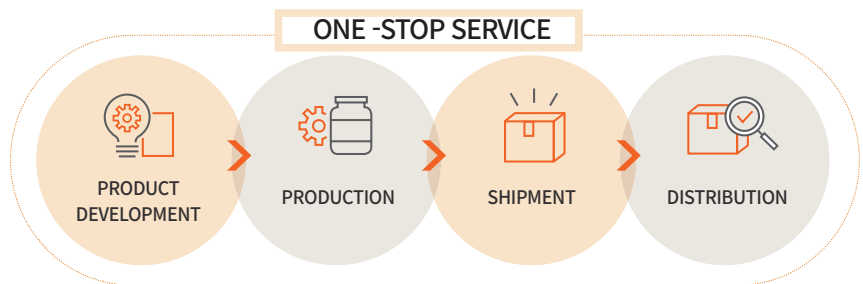 ONE -STOP SERVICE
PRODUCT
DEVELOPMENT
PRODUCTION
SHIPMENT
DISTRIBUTION